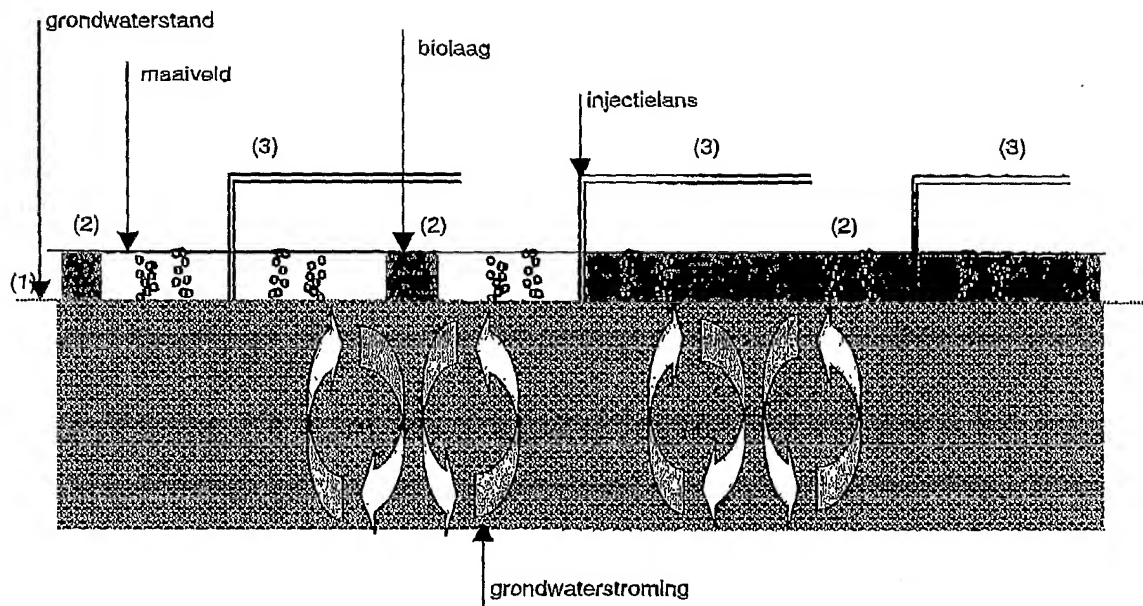 grondwaterstand
biolaag
maaiveld
injectielans
(3) (3) (3)
(2) (2) (2)
(1)
grondwaterstroming